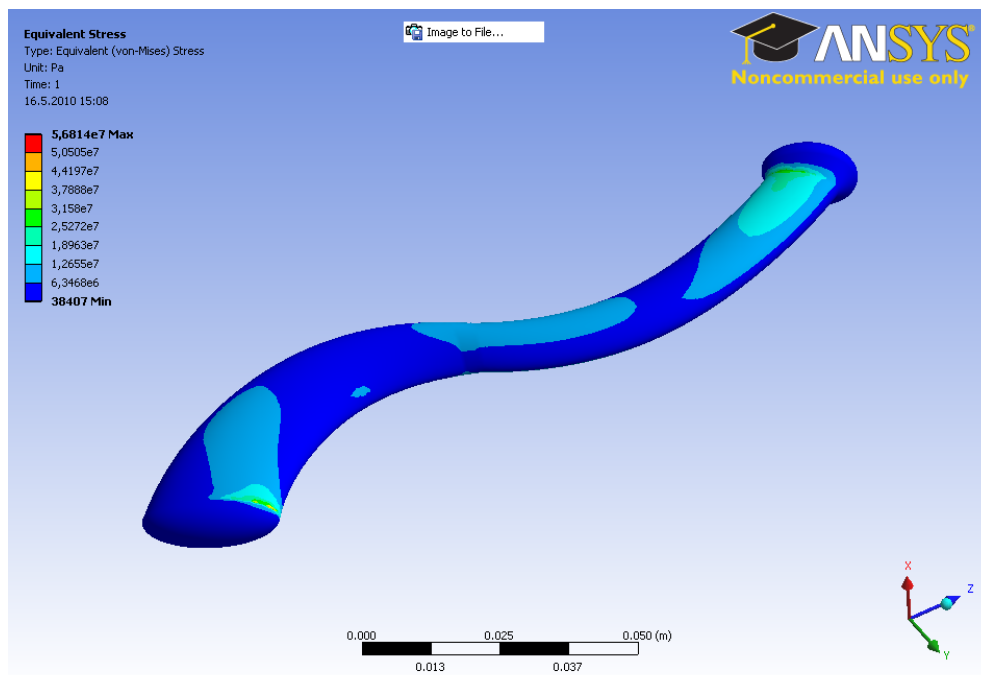 Equivalent Stress
Type: Equivalent (von-Mises) Stress
Unit: Pa
Time: 1
16.5.2010 15:08
5,6814e7 Max
5,0505e7
4,4197e7
3,7888e7
3,158e7
2,5272e7
1,8963e7
1,2655e7
6,3468e6
38407 Min
Image to File...
ANSYS®
Noncommercial use only
0.000
0.025
0.050 (m)
0.013
0.037
X
Z
Y